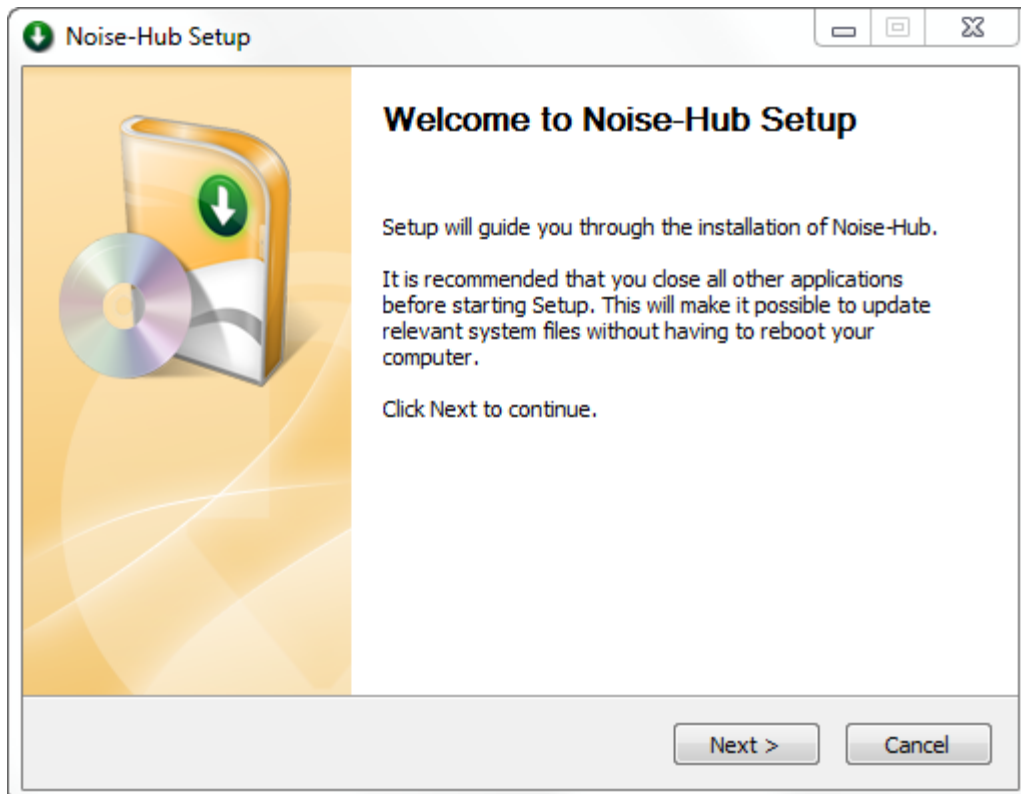 Noise-Hub Setup
Welcome to Noise-Hub Setup
Setup will guide you through the installation of Noise-Hub.
It is recommended that you close all other applications
before starting Setup. This will make it possible to update
relevant system files without having to reboot your
computer.
Click Next to continue.
Next >
Cancel